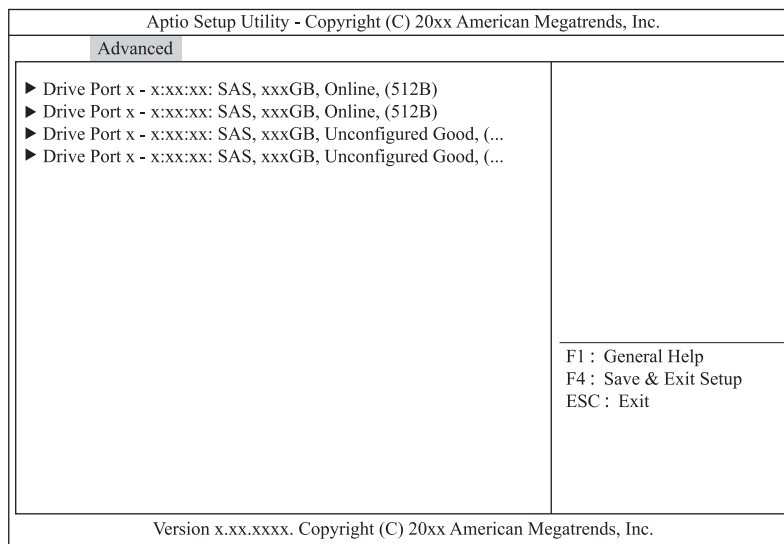 Aptio Setup Utility - Copyright (C) 20xx American Megatrends, Inc.
Advanced
▶ Drive Port x - x:xx:xx: SAS, xxxGB, Online, (512B)
▶ Drive Port x - x:xx:xx: SAS, xxxGB, Online, (512B)
▶ Drive Port x - x:xx:xx: SAS, xxxGB, Unconfigured Good, (...
▶ Drive Port x - x:xx:xx: SAS, xxxGB, Unconfigured Good, (...
F1 : General Help
F4 : Save & Exit Setup
ESC : Exit
Version x.xx.xxxx. Copyright (C) 20xx American Megatrends, Inc.